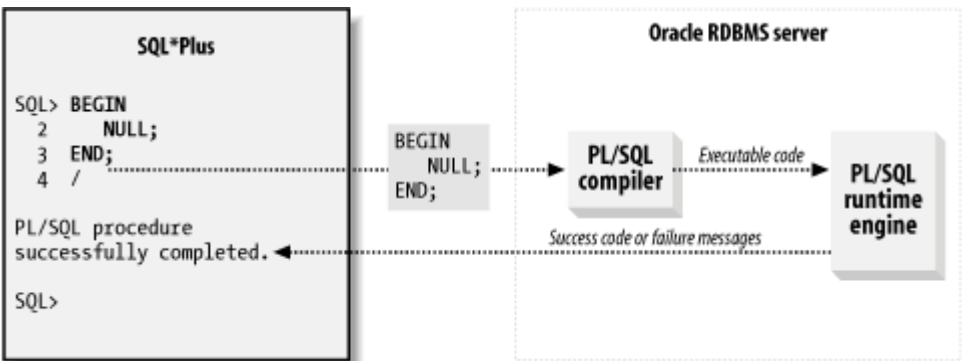 SQL*Plus
SQL> BEGIN
2 NULL;
3 END;
4 /
PL/SQL procedure
successfully completed.
SQL>
BEGIN
NULL;
END;
Oracle RDBMS server
PL/SQL
compiler
Executable code
PL/SQL
runtime
engine
Success code or failure messages